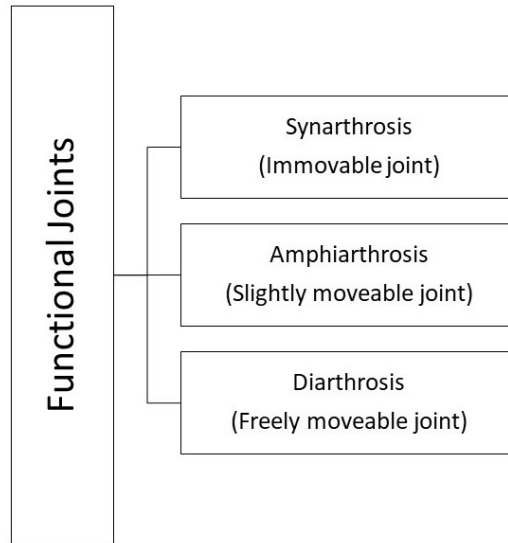 Functional Joints
Synarthrosis
(Immovable joint)
Amphiarthrosis
(Slightly moveable joint)
Diarthrosis
(Freely moveable joint)